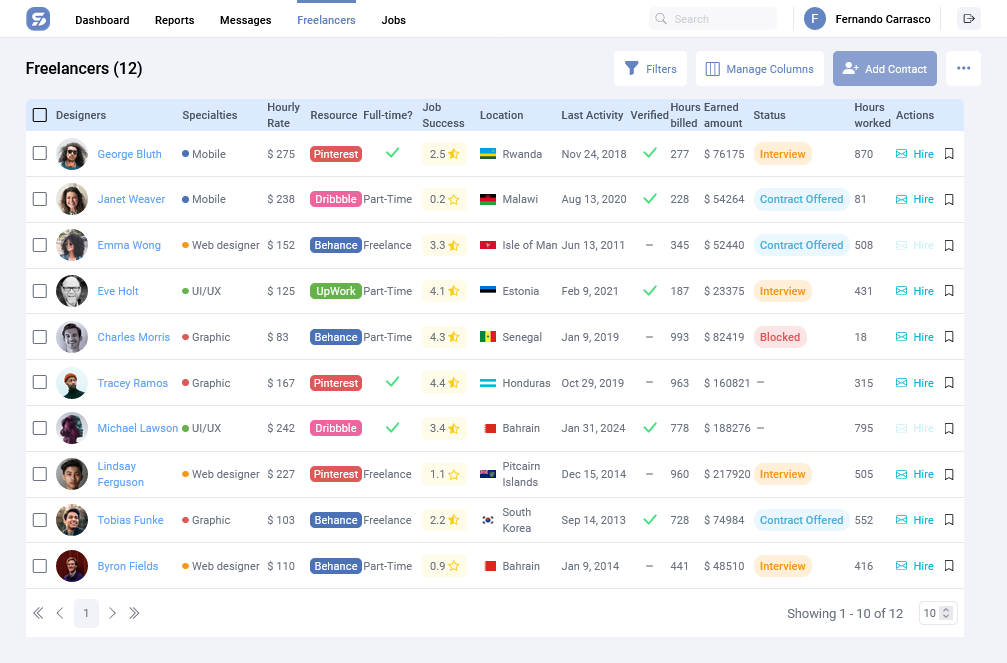 Dashboard Reports Messages Freelancers Jobs Search F Fernando Carrasco
Freelancers (12) Filters Manage Columns Add Contact
Designers Specialties Hourly Rate Resource Full-time? Job Success Location Last Activity Verified Hours billed Earned amount Status Hours worked Actions
George Bluth Mobile $ 275 Pinterest 2.5 Rwanda Nov 24, 2018 277 $ 76175 Interview 870 Hire
Janet Weaver Mobile $ 238 Dribbble Part-Time 0.2 Malawi Aug 13, 2020 228 $ 54264 Contract Offered 81 Hire
Emma Wong Web designer $ 152 Behance Freelance 3.3 Isle of Man Jun 13, 2011 – 345 $ 52440 Contract Offered 508 Hire
Eve Holt UI/UX $ 125 UpWork Part-Time 4.1 Estonia Feb 9, 2021 187 $ 23375 Interview 431 Hire
Charles Morris Graphic $ 83 Behance Part-Time 4.3 Senegal Jan 9, 2019 – 993 $ 82419 Blocked 18 Hire
Tracey Ramos Graphic $ 167 Pinterest 4.4 Honduras Oct 29, 2019 – 963 $ 160821 – 315 Hire
Michael Lawson UI/UX $ 242 Dribbble 3.4 Bahrain Jan 31, 2024 778 $ 188276 – 795 Hire
Lindsay Ferguson Web designer $ 227 Pinterest Freelance 1.1 Pitcairn Islands Dec 15, 2014 – 960 $ 217920 Interview 505 Hire
Tobias Funke Graphic $ 103 Behance Freelance 2.2 South Korea Sep 14, 2013 728 $ 74984 Contract Offered 552 Hire
Byron Fields Web designer $ 110 Behance Part-Time 0.9 Bahrain Jan 9, 2014 – 441 $ 48510 Interview 416 Hire
1 Showing 1 - 10 of 12 10